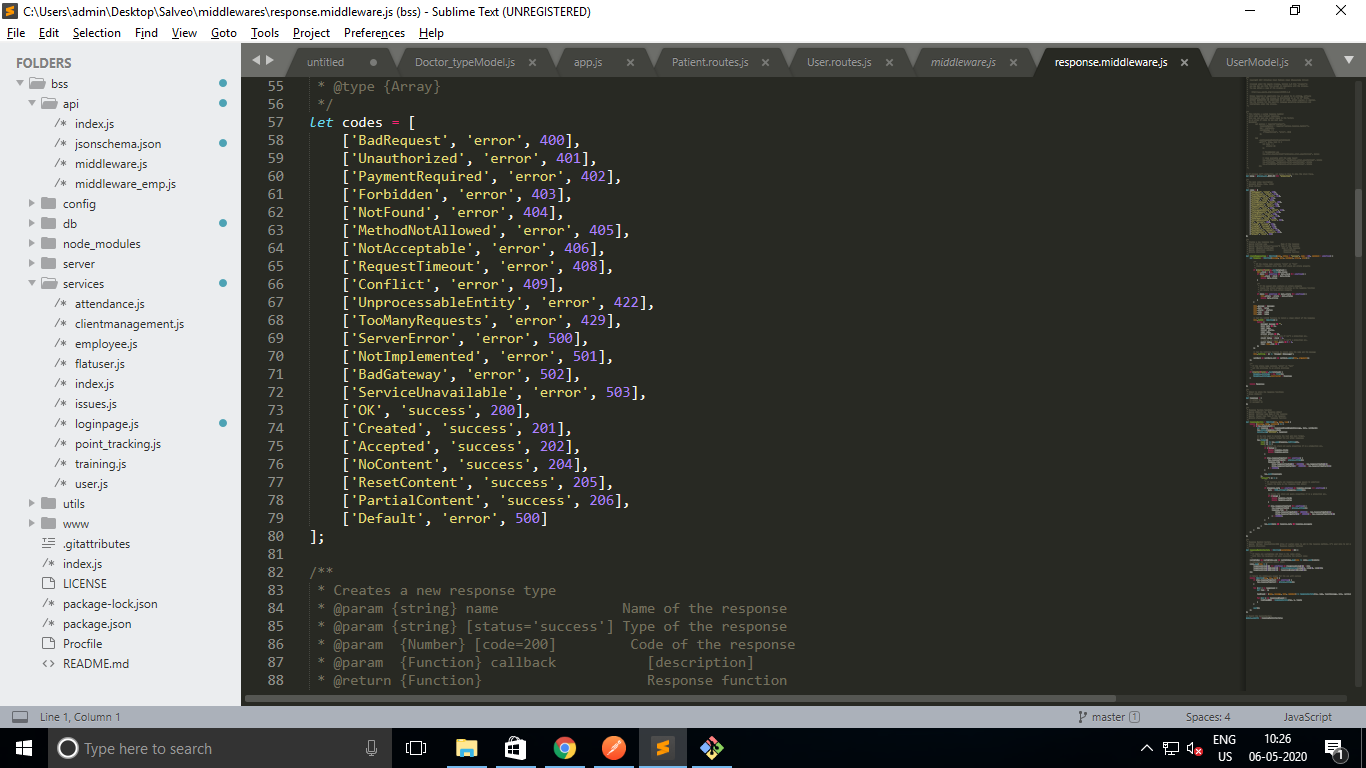 C:\Users\admin\Desktop\Salveo\middlewares\response.middleware.js (bss) - Sublime Text (UNREGISTERED)
File Edit Selection Find View Goto Tools Project Preferences Help
FOLDERS
bss
api
/* index.js
/* jsonschema.json
/* middleware.js
/* middleware_emp.js
config
db
node_modules
server
services
/* attendance.js
/* clientmanagement.js
/* employee.js
/* flatuser.js
/* index.js
/* issues.js
/* loginpage.js
/* point_tracking.js
/* training.js
/* user.js
utils
www
.gitattributes
/* index.js
LICENSE
/* package-lock.json
/* package.json
Procfile
<> README.md
untitled Doctor_typeModel.js app.js Patient.routes.js User.routes.js middleware.js response.middleware.js UserModel.js
55 * @type {Array}
56 */
57 let codes = [
58 ['BadRequest', 'error', 400],
59 ['Unauthorized', 'error', 401],
60 ['PaymentRequired', 'error', 402],
61 ['Forbidden', 'error', 403],
62 ['NotFound', 'error', 404],
63 ['MethodNotAllowed', 'error', 405],
64 ['NotAcceptable', 'error', 406],
65 ['RequestTimeout', 'error', 408],
66 ['Conflict', 'error', 409],
67 ['UnprocessableEntity', 'error', 422],
68 ['TooManyRequests', 'error', 429],
69 ['ServerError', 'error', 500],
70 ['NotImplemented', 'error', 501],
71 ['BadGateway', 'error', 502],
72 ['ServiceUnavailable', 'error', 503],
73 ['OK', 'success', 200],
74 ['Created', 'success', 201],
75 ['Accepted', 'success', 202],
76 ['NoContent', 'success', 204],
77 ['ResetContent', 'success', 205],
78 ['PartialContent', 'success', 206],
79 ['Default', 'error', 500]
80 ];
81
82 /**
83 * Creates a new response type
84 * @param {string} name Name of the response
85 * @param {string} [status='success'] Type of the response
86 * @param {Number} [code=200] Code of the response
87 * @param {Function} callback [description]
88 * @return {Function} Response function
Line 1, Column 1 master 1 Spaces: 4 JavaScript
Type here to search
ENG
US
10:26
06-05-2020
1